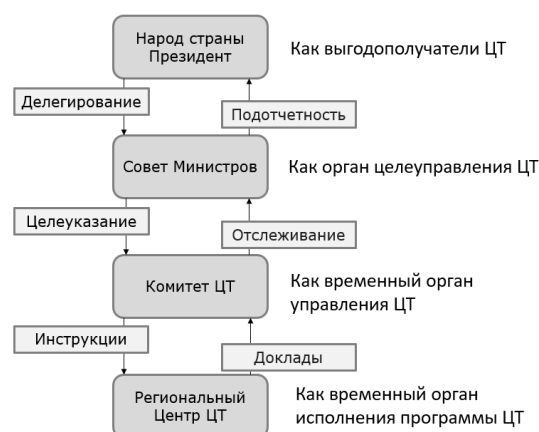 Народ страны
Президент
Как выгодополучатели ЦТ
Делегирование
Подотчетность
Совет Министров
Как орган целеуправления ЦТ
Целеуказание
Отслеживание
Комитет ЦТ
Как временный орган
управления ЦТ
Инструкции
Доклады
Региональный
Центр ЦТ
Как временный орган
исполнения программы ЦТ